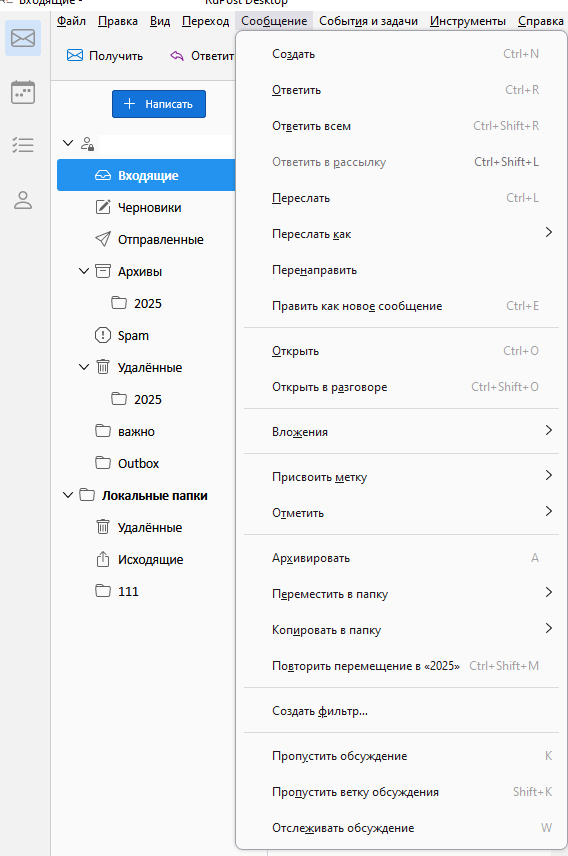 Входящие -
RuPost Desktop
Файл Правка Вид Переход Сообщение События и задачи Инструменты Справка
Получить
Ответит
Написать
Входящие
Черновики
Отправленные
Архивы
2025
Spam
Удалённые
2025
важно
Outbox
Локальные папки
Удалённые
Исходящие
111
Создать Ctrl+N
Ответить Ctrl+R
Ответить всем Ctrl+Shift+R
Ответить в рассылку Ctrl+Shift+L
Переслать Ctrl+L
Переслать как
Перенаправить
Править как новое сообщение Ctrl+E
Открыть Ctrl+O
Открыть в разговоре Ctrl+Shift+O
Вложения
Присвоить метку
Отметить
Архивировать A
Переместить в папку
Копировать в папку
Повторить перемещение в «2025» Ctrl+Shift+M
Создать фильтр...
Пропустить обсуждение K
Пропустить ветку обсуждения Shift+K
Отслеживать обсуждение W